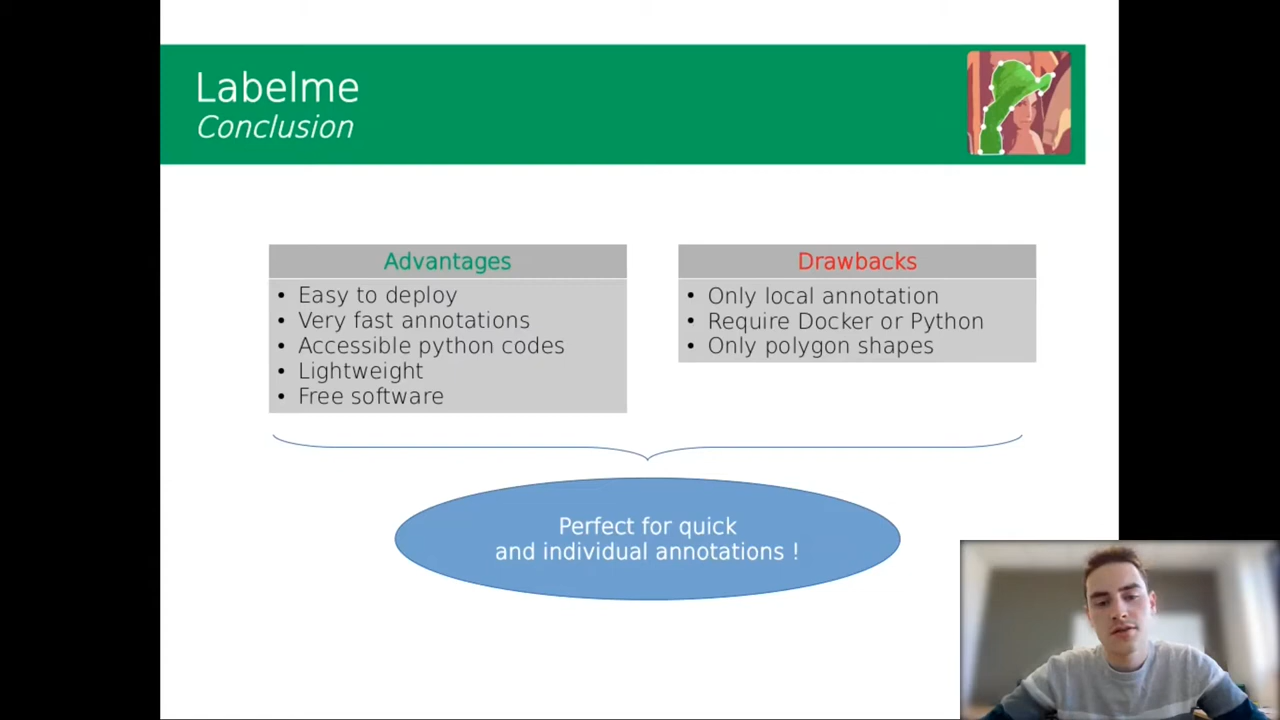 Labelme
Conclusion
Advantages
• Easy to deploy
• Very fast annotations
• Accessible python codes
• Lightweight
• Free software
Drawbacks
• Only local annotation
• Require Docker or Python
• Only polygon shapes
Perfect for quick
and individual annotations !